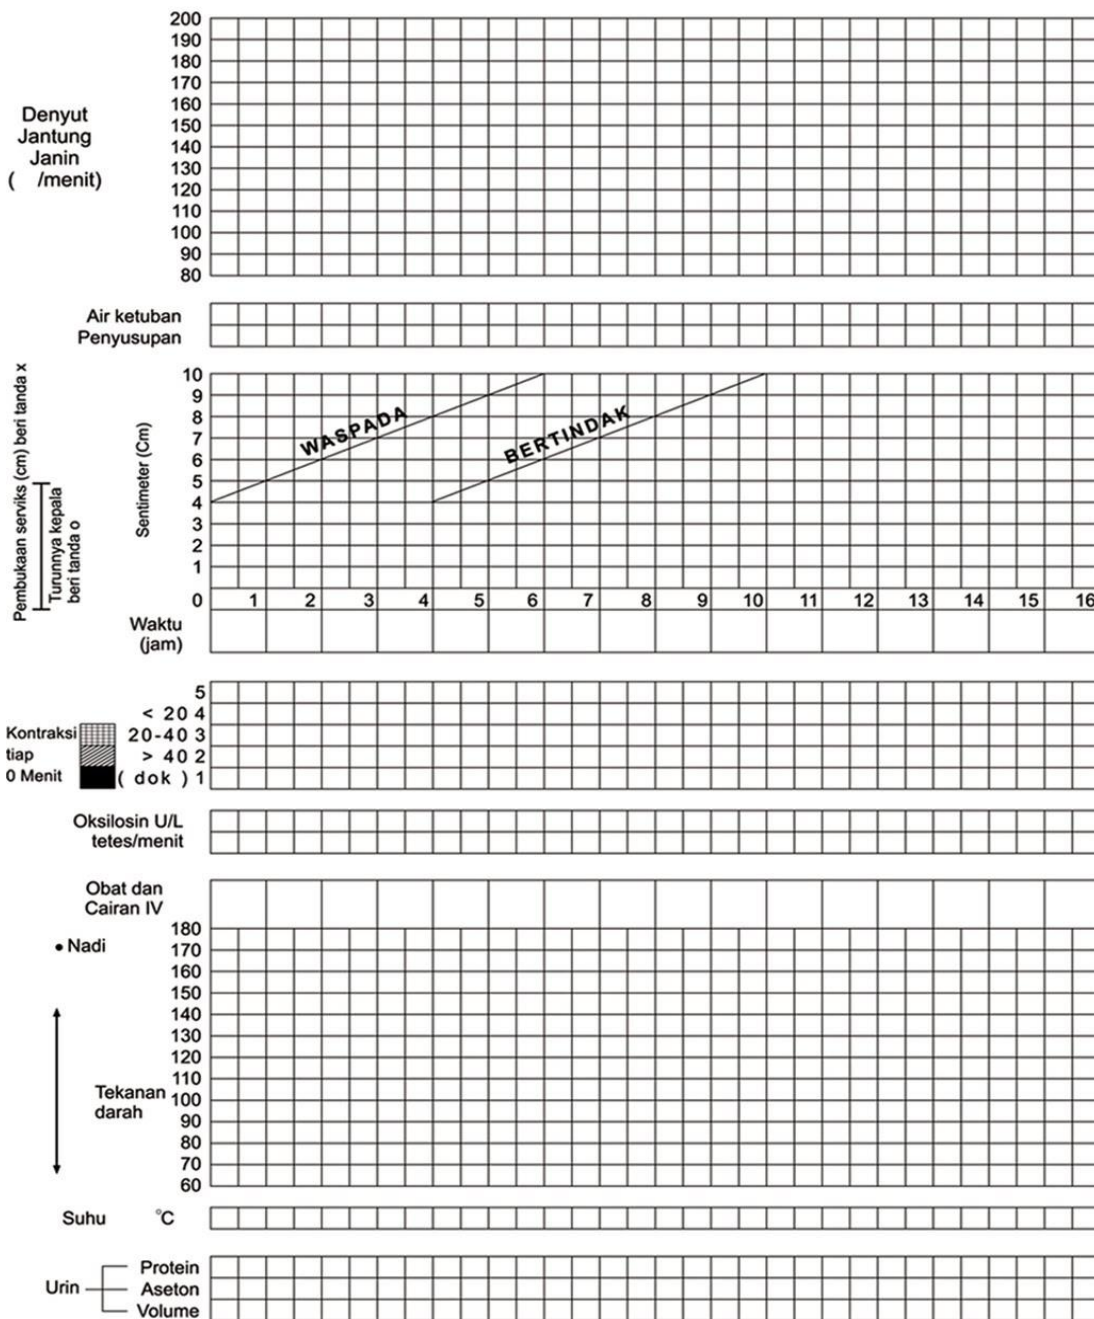 200
190
180
170
160
150
140
130
120
110
100
90
80
Denyut
Jantung
Janin
( /menit)
Air ketuban
Penyusupan
Pembukaan serviks (cm) beri tanda x
Turunnya kepala
beri tanda o
Sentimeter (Cm)
10
9
8
7
6
5
4
3
2
1
0
WASPADA
BERTINDAK
1 2 3 4 5 6 7 8 9 10 11 12 13 14 15 16
Waktu
(jam)
Kontraksi
tiap
0 Menit
5
< 20 4
20-40 3
> 40 2
( dok ) 1
Oksilosin U/L
tetes/menit
Obat dan
Cairan IV
• Nadi
Tekanan
darah
180
170
160
150
140
130
120
110
100
90
80
70
60
Suhu °C
Urin
Protein
Aseton
Volume